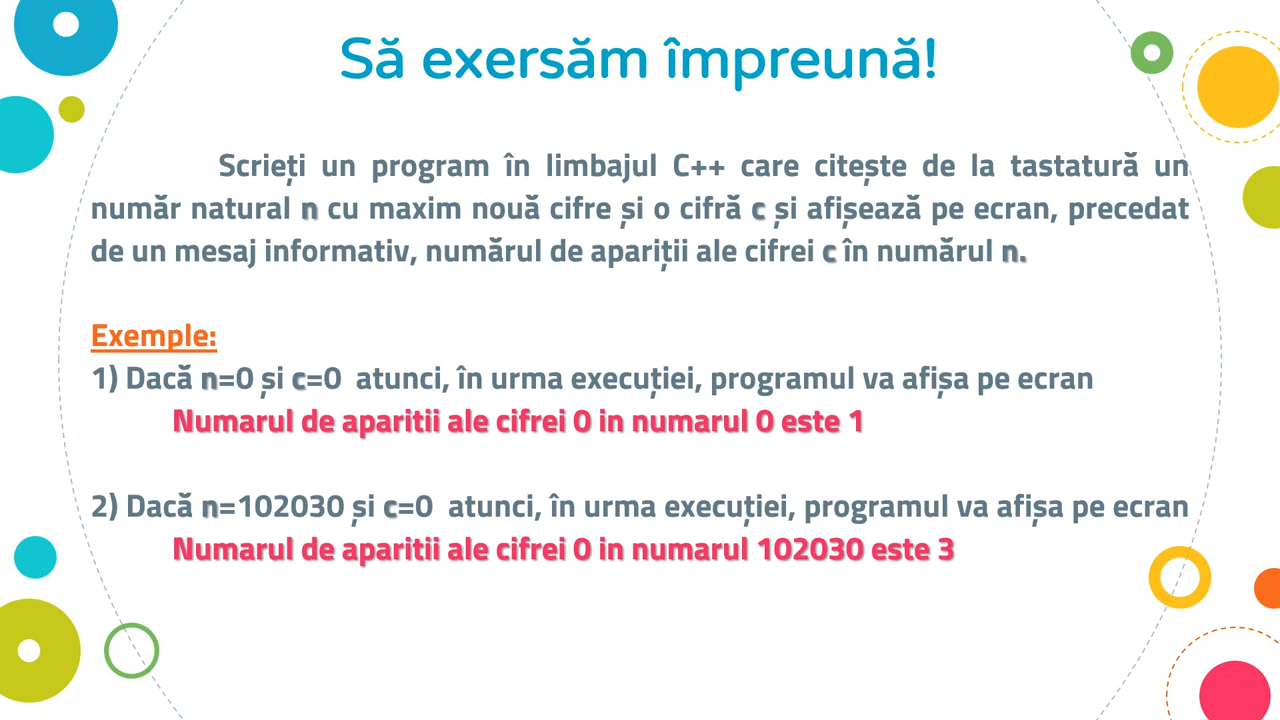 Să exersăm împreună!
Scrieți un program în limbajul C++ care citește de la tastatură un
număr natural n cu maxim nouă cifre și o cifră c și afișează pe ecran, precedat
de un mesaj informativ, numărul de apariții ale cifrei c în numărul n.
Exemple:
1) Dacă n=0 și c=0 atunci, în urma execuției, programul va afișa pe ecran
Numarul de aparitii ale cifrei 0 in numarul 0 este 1
2) Dacă n=102030 și c=0 atunci, în urma execuției, programul va afișa pe ecran
Numarul de aparitii ale cifrei 0 in numarul 102030 este 3